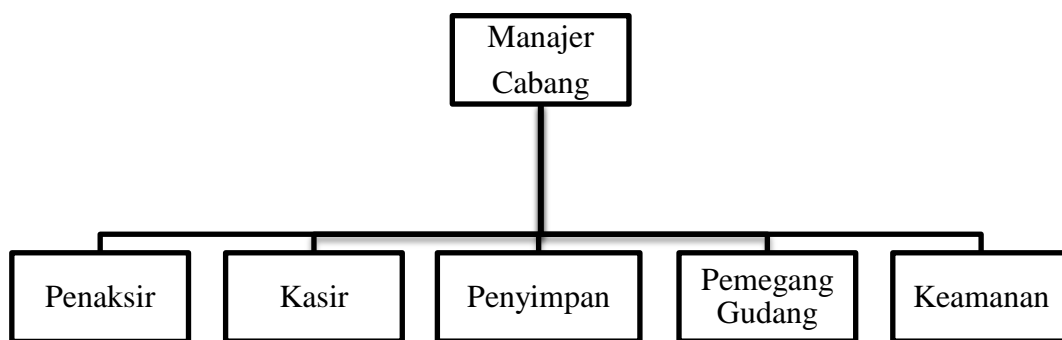 Manajer
Cabang
Penaksir
Kasir
Penyimpan
Pemegang
Gudang
Keamanan